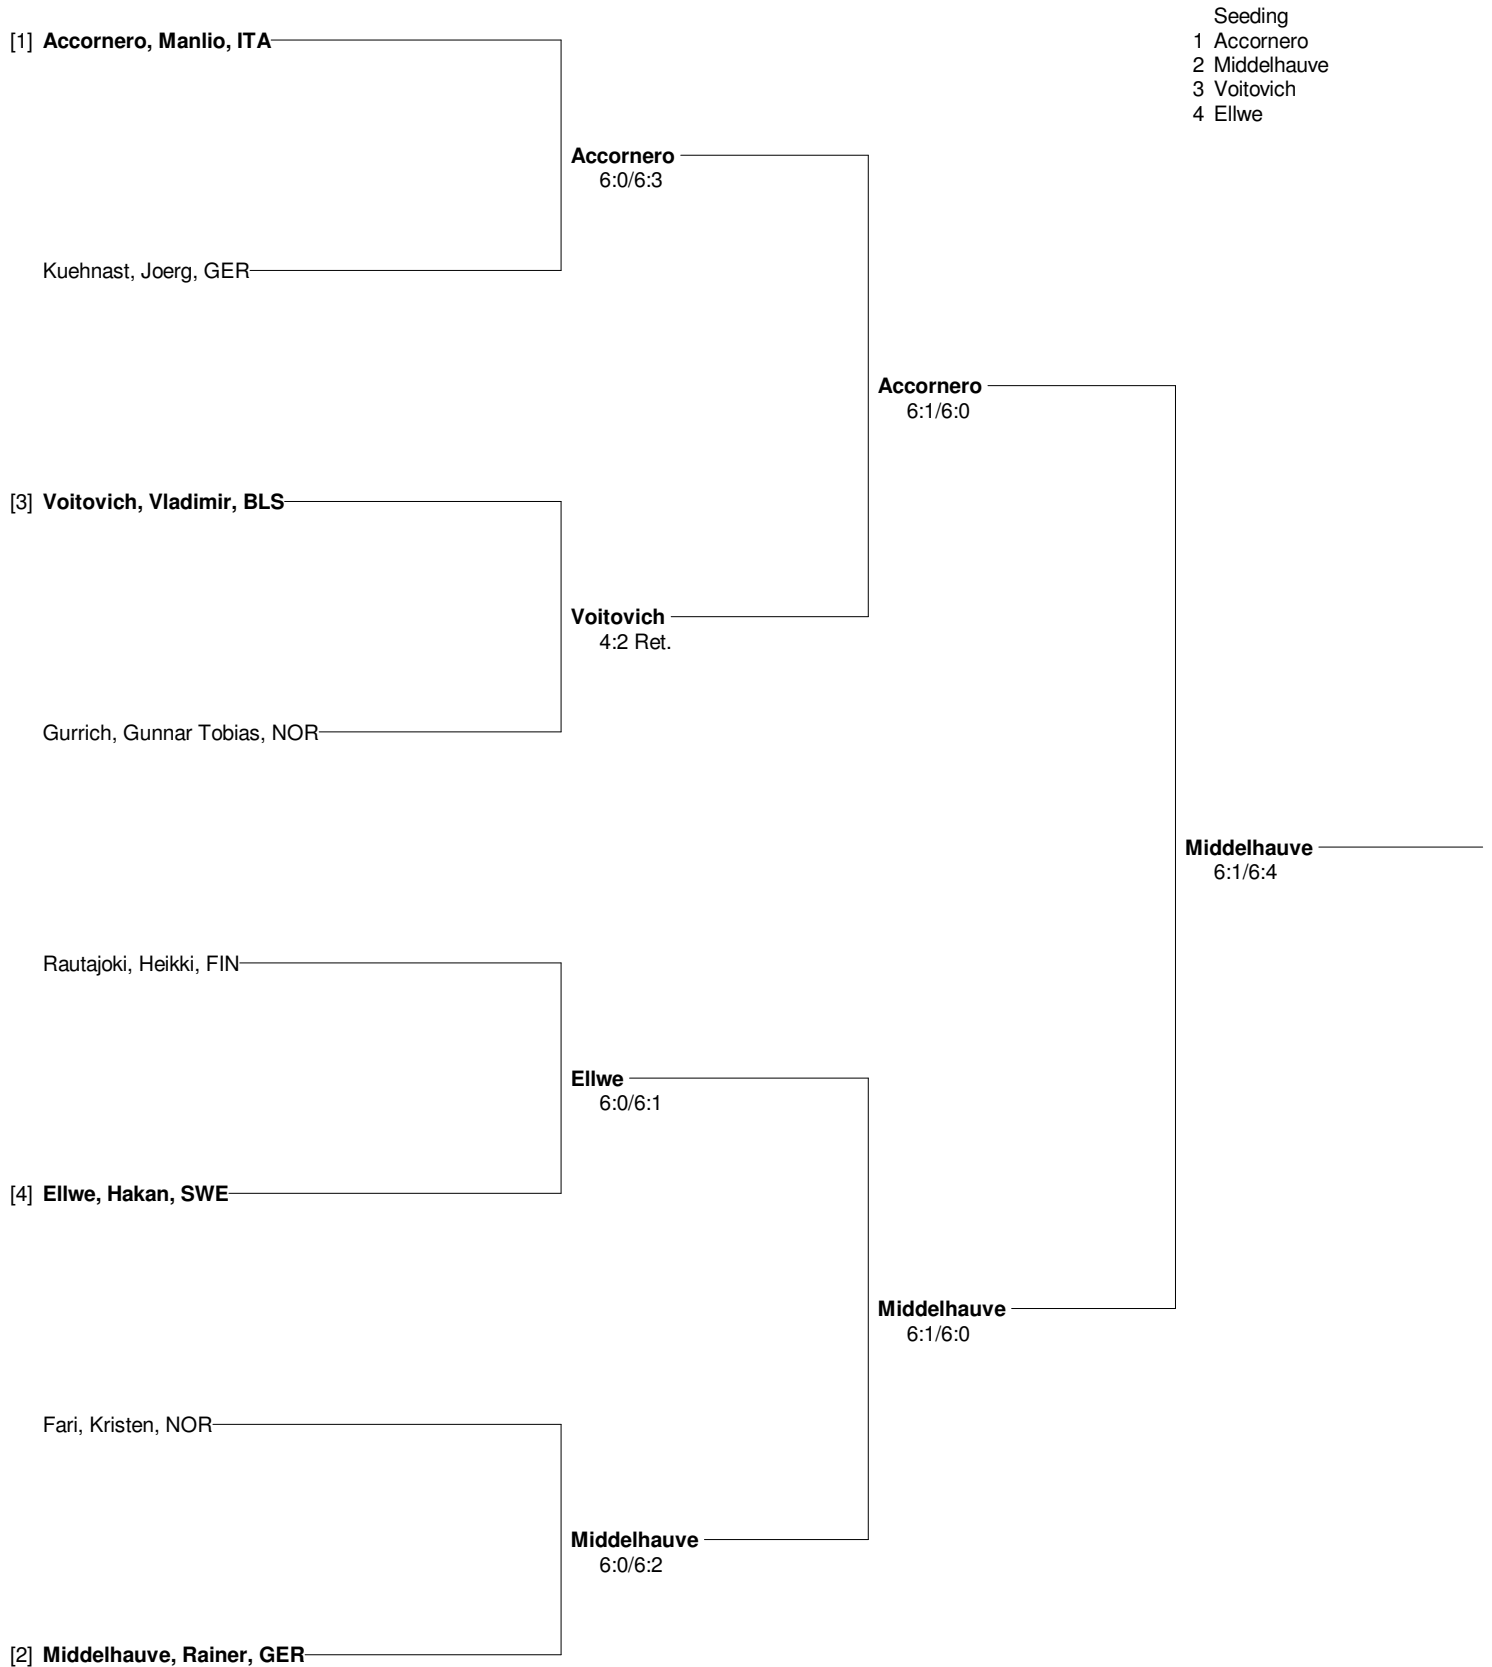 Seeding
1 Accornero
2 Middelhauve
3 Voitovich
4 Ellwe
[1] Accornero, Manlio, ITA
Accornero
6:0/6:3
Kuehnast, Joerg, GER
Accornero
6:1/6:0
[3] Voitovich, Vladimir, BLS
Voitovich
4:2 Ret.
Gurrich, Gunnar Tobias, NOR
Middelhauve
6:1/6:4
Rautajoki, Heikki, FIN
Ellwe
6:0/6:1
[4] Ellwe, Hakan, SWE
Middelhauve
6:1/6:0
Fari, Kristen, NOR
Middelhauve
6:0/6:2
[2] Middelhauve, Rainer, GER